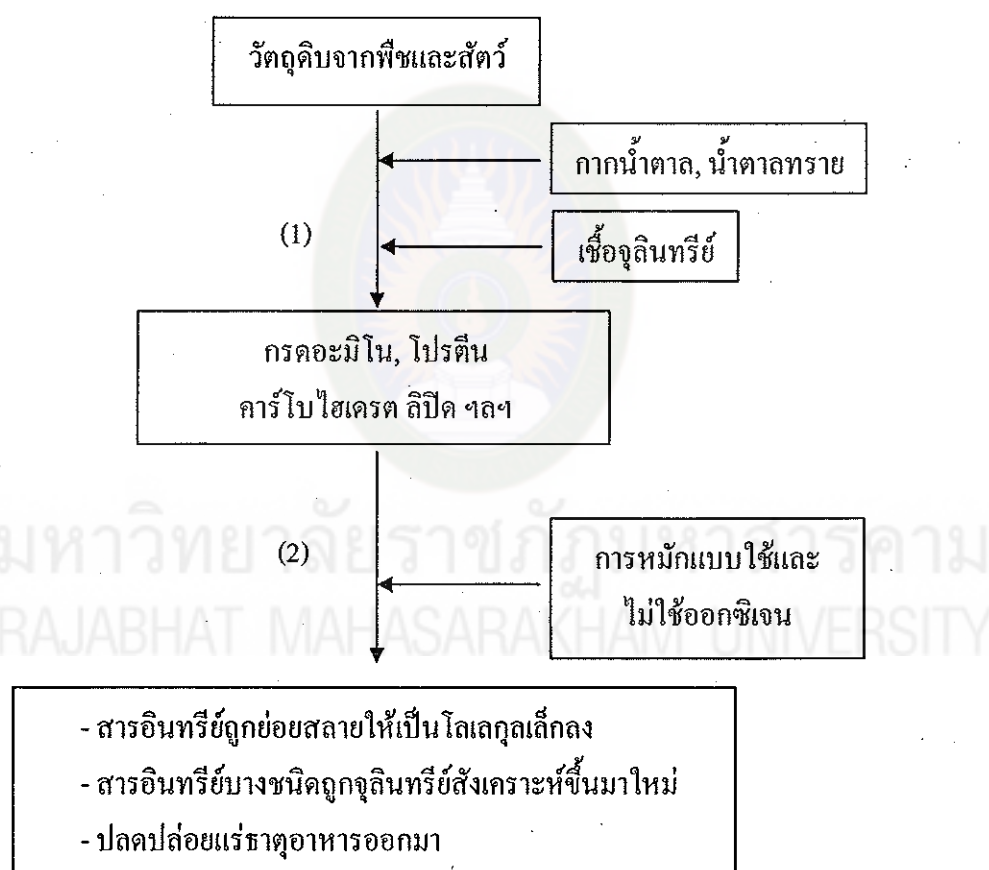 วัตถุดิบจากพืชและสัตว์
กากน้ำตาล, น้ำตาลทราย
(1)
เชื้อจุลินทรีย์
กรดอะมิโน, โปรตีน
คาร์โบไฮเดรต ลิปิด ฯลฯ
มหาวิทยาลัยราชภัฏมหาสารคาม
RAJABHAT MAHASARAKHAM UNIVERSITY
(2)
การหมักแบบใช้และ
ไม่ใช้ออกซิเจน
- สารอินทรีย์ถูกย่อยสลายให้เป็นโลเลกุลเล็กลง
- สารอินทรีย์บางชนิดถูกจุลินทรีย์สังเคราะห์ขึ้นมาใหม่
- ปลดปล่อยแร่ธาตุอาหารออกมา